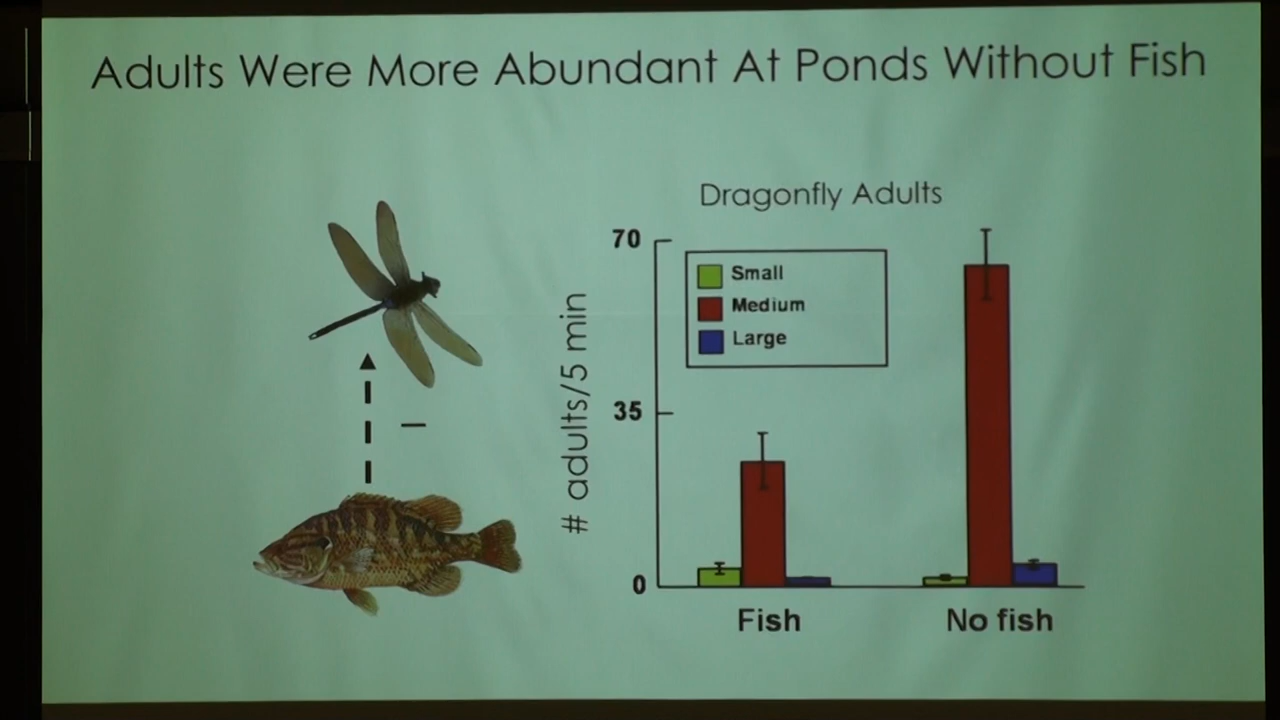 Adults Were More Abundant At Ponds Without Fish
Dragonfly Adults
70
Small
Medium
Large
# adults/5 min
35
–
0
Fish
No fish